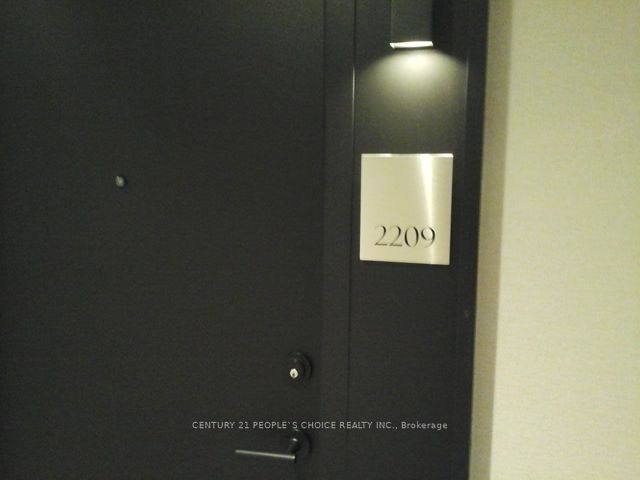 2209
CENTURY 21 PEOPLE`S CHOICE REALTY INC., Brokerage